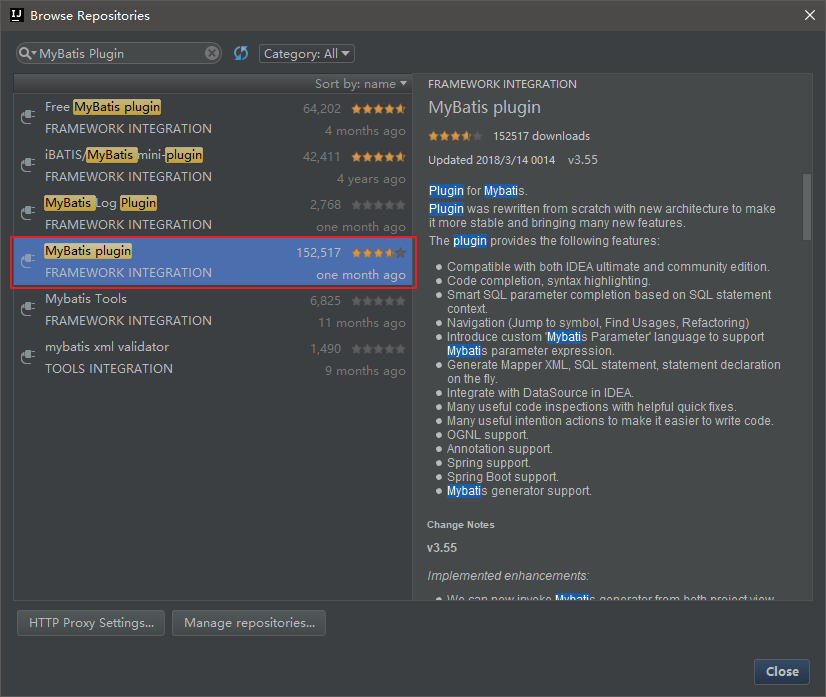 Browse Repositories
MyBatis Plugin
Category: All
Sort by: name
Free MyBatis plugin 64,202
FRAMEWORK INTEGRATION 4 months ago
iBATIS/MyBatis mini-plugin 42,411
FRAMEWORK INTEGRATION 4 years ago
MyBatis Log Plugin 2,768
FRAMEWORK INTEGRATION one month ago
MyBatis plugin 152,517
FRAMEWORK INTEGRATION one month ago
Mybatis Tools 6,825
FRAMEWORK INTEGRATION 11 months ago
mybatis xml validator 1,490
TOOLS INTEGRATION 9 months ago
FRAMEWORK INTEGRATION
MyBatis plugin
152517 downloads
Updated 2018/3/14 0014 v3.55
Plugin for Mybatis.
Plugin was rewritten from scratch with new architecture to make
it more stable and bringing many new features.
The plugin provides the following features:
Compatible with both IDEA ultimate and community edition.
Code completion, syntax highlighting.
Smart SQL parameter completion based on SQL statement
context.
Navigation (Jump to symbol, Find Usages, Refactoring)
Introduce custom 'Mybatis Parameter' language to support
Mybatis parameter expression.
Generate Mapper XML, SQL statement, statement declaration
on the fly.
Integrate with DataSource in IDEA.
Many useful code inspections with helpful quick fixes.
Many useful intention actions to make it easier to write code.
OGNL support.
Annotation support.
Spring support.
Spring Boot support.
Mybatis generator support.
Change Notes
v3.55
Implemented enhancements:
We can now invoke Mybatis generator from both project view
HTTP Proxy Settings...
Manage repositories...
Close